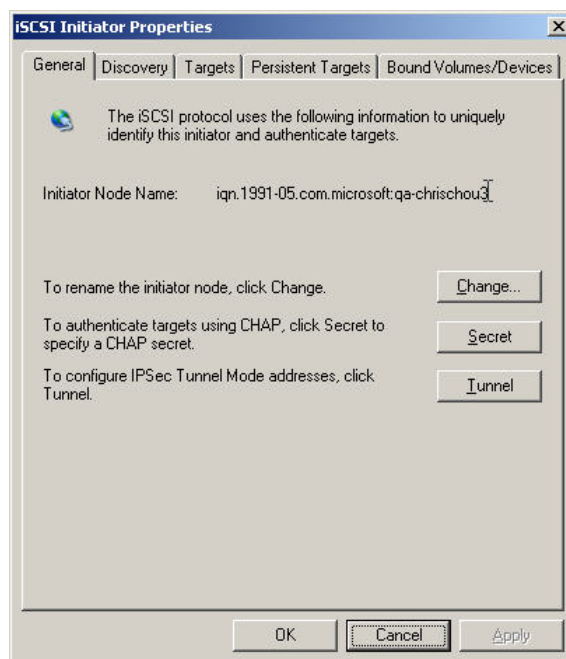 iSCSI Initiator Properties
General Discovery Targets Persistent Targets Bound Volumes/Devices
The iSCSI protocol uses the following information to uniquely
identify this initiator and authenticate targets.
Initiator Node Name: iqn.1991-05.com.microsoft:qa-chrischou3
To rename the initiator node, click Change.
Change...
To authenticate targets using CHAP, click Secret to
specify a CHAP secret.
Secret
To configure IPSec Tunnel Mode addresses, click
Tunnel.
Tunnel
OK Cancel Apply